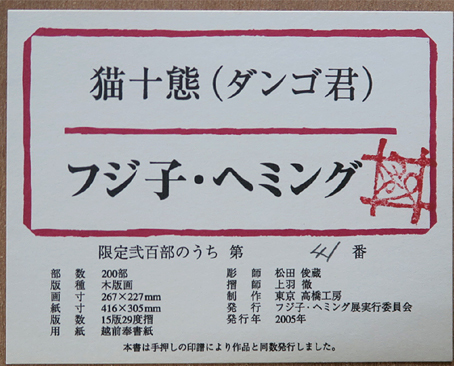 猫十態（ダンゴ君）
フジ子・ヘミング
限定弐百部のうち 第 41 番
部 数 200部
版 種 木版画
画 寸 267×227mm
紙 寸 416×305mm
版 数 15版29度摺
用 紙 越前奉書紙
彫 師 松田 俊蔵
摺 師 上羽 徹
制 作 東京 高橋工房
発 行 フジ子・ヘミング展実行委員会
発行年 2005年
本書は手押しの印譜により作品と同数発行しました。